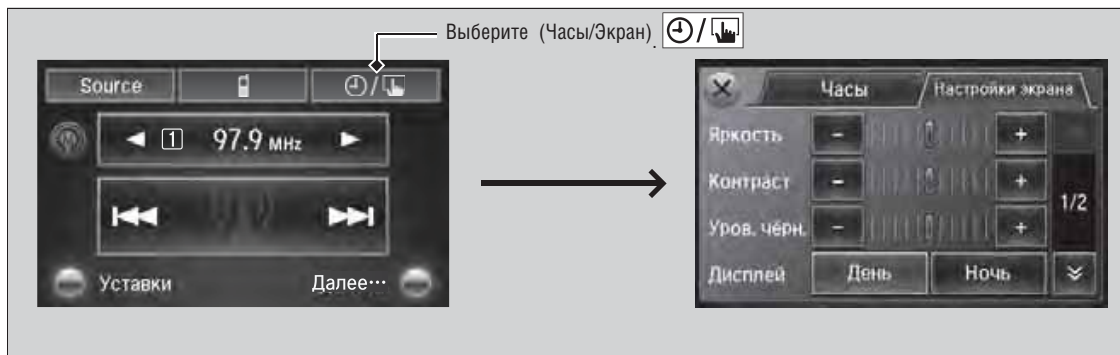 Выберите (Часы/Экран).
Source
1 97.9 MHz
Уставки Далее...
Часы Настройки экрана
Яркость - +
Контраст - +
1/2
Уров. чёрн. - +
Дисплей День Ночь